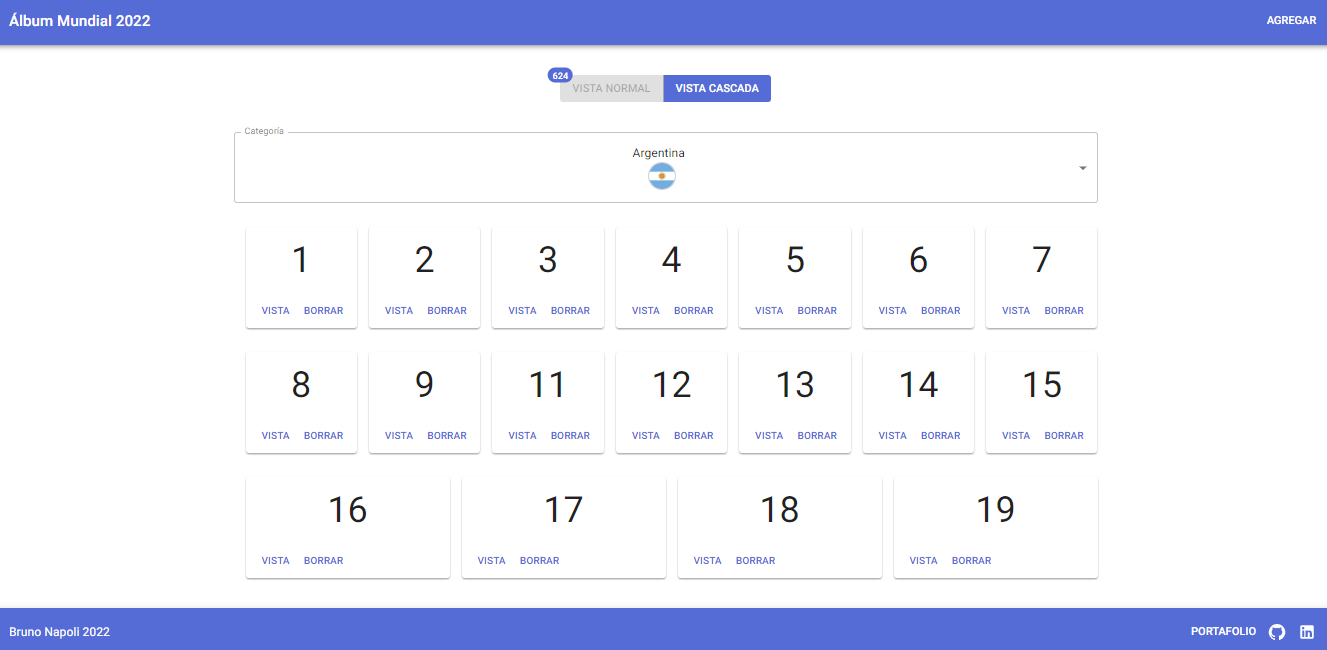 Álbum Mundial 2022 AGREGAR
624
VISTA NORMAL VISTA CASCADA
Categoría
Argentina
1 2 3 4 5 6 7
VISTA BORRAR VISTA BORRAR VISTA BORRAR VISTA BORRAR VISTA BORRAR VISTA BORRAR VISTA BORRAR
8 9 11 12 13 14 15
VISTA BORRAR VISTA BORRAR VISTA BORRAR VISTA BORRAR VISTA BORRAR VISTA BORRAR VISTA BORRAR
16 17 18 19
VISTA BORRAR VISTA BORRAR VISTA BORRAR VISTA BORRAR
Bruno Napoli 2022 PORTAFOLIO in